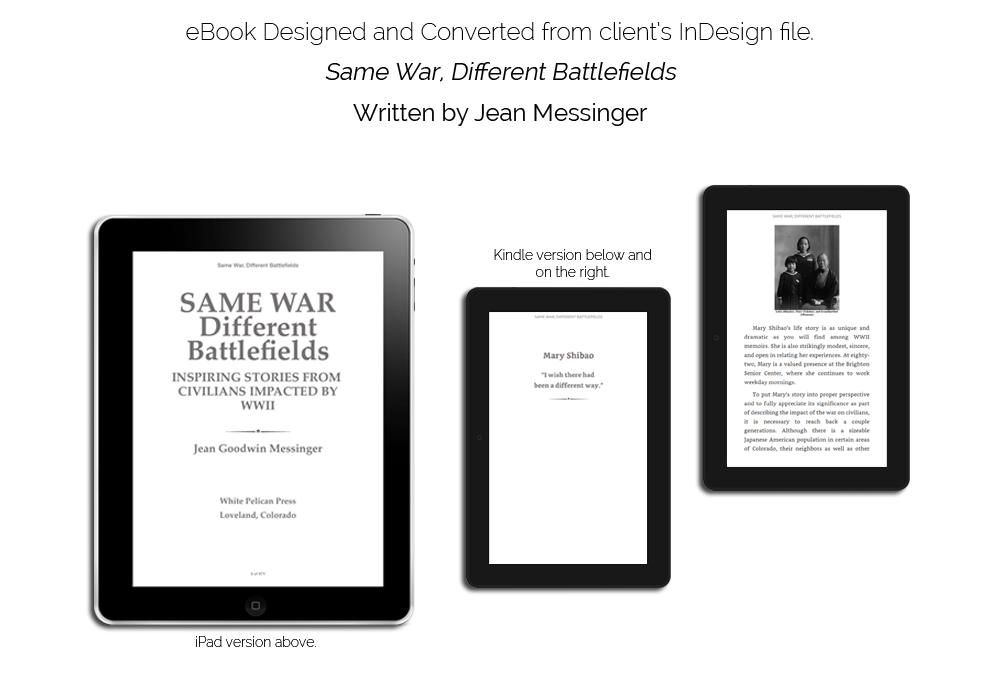 eBook Designed and Converted from client's InDesign file.
Same War, Different Battlefields
Written by Jean Messinger
Same War, Different Battlefields
SAME WAR
Different
Battlefields
INSPIRING STORIES FROM
CIVILIANS IMPACTED BY
WWII
Jean Goodwin Messinger
White Pelican Press
Loveland, Colorado
iPad version above.
Kindle version below and
on the right.
SAME WAR, DIFFERENT BATTLEFIELDS
Mary Shibao
"I wish there had
been a different way."
SAME WAR, DIFFERENT BATTLEFIELDS
Mary Shibao's life story is as unique and
dramatic as you will find among WWII
memoirs. She is also strikingly modest, sincere,
and open in relating her experiences. At eighty-
two, Mary is a valued presence at the Brighton
Senior Center, where she continues to work
weekday mornings.
To put Mary's story into proper perspective
and to fully appreciate its significance as part
of describing the impact of the war on civilians,
it is necessary to reach back a couple
generations. Although there is a sizeable
Japanese American population in certain areas
of Colorado, their neighbors as well as other